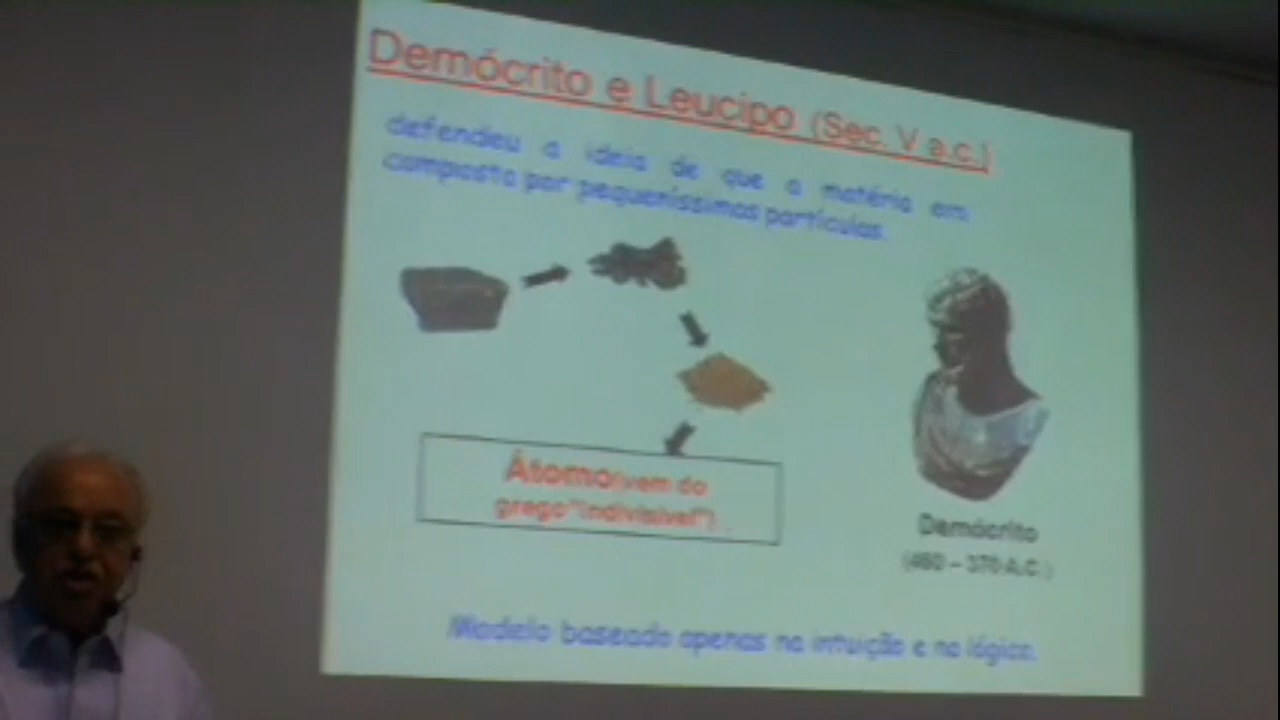 Demócrito e Leucipo (Sec. V a.c.)
defendeu a ideia de que a matéria em
composta por pequeníssimas partículas.
Átomo(vem do
grego"indivisível")
Demócrito
(460 – 370 A.C.)
Modelo baseado apenas na intuição e na lógica.